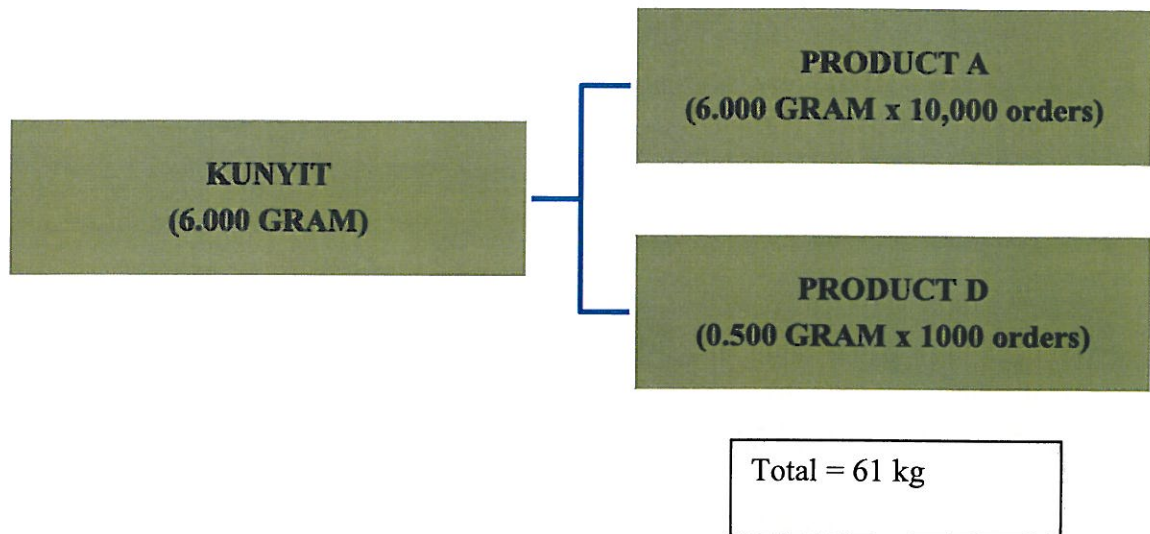 KUNYIT
(6.000 GRAM)
PRODUCT A
(6.000 GRAM x 10,000 orders)
PRODUCT D
(0.500 GRAM x 1000 orders)
Total = 61 kg